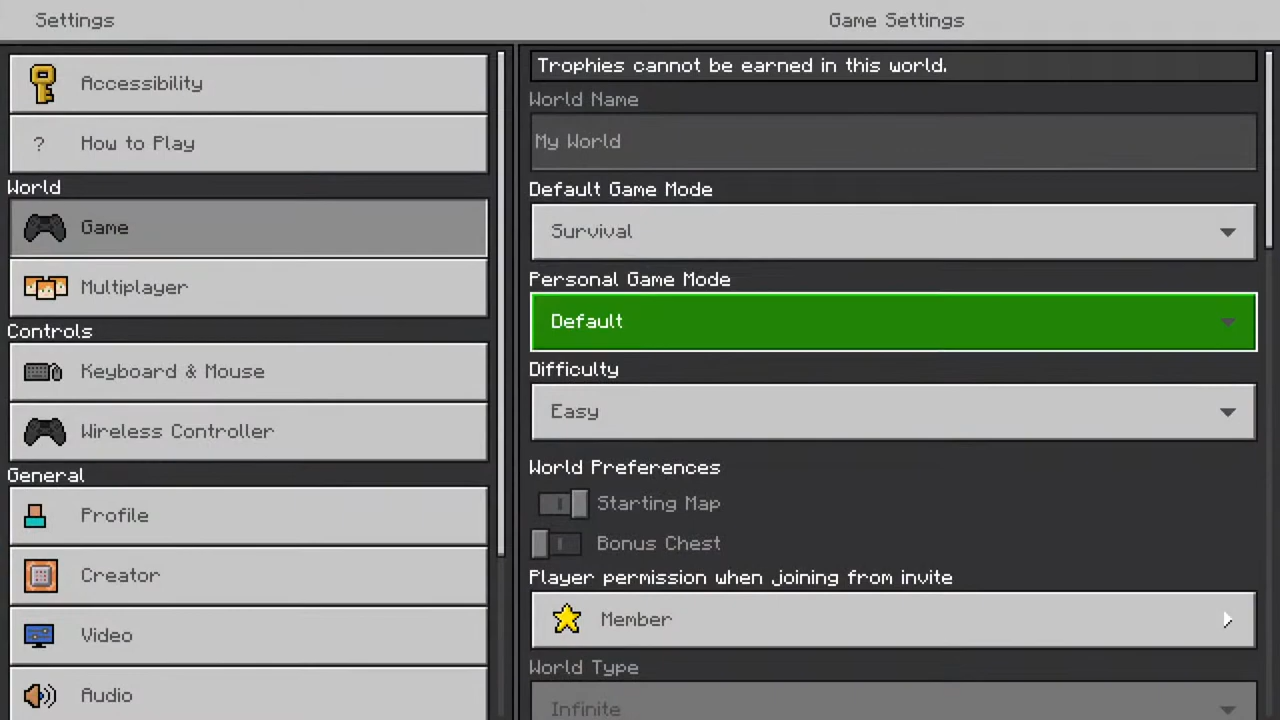 Settings
Game Settings
Accessibility
? How to Play
World
Game
Multiplayer
Controls
Keyboard & Mouse
Wireless Controller
General
Profile
Creator
Video
Audio
Trophies cannot be earned in this world.
World Name
My World
Default Game Mode
Survival
Personal Game Mode
Default
Difficulty
Easy
World Preferences
Starting Map
Bonus Chest
Player permission when joining from invite
Member
World Type
Infinite